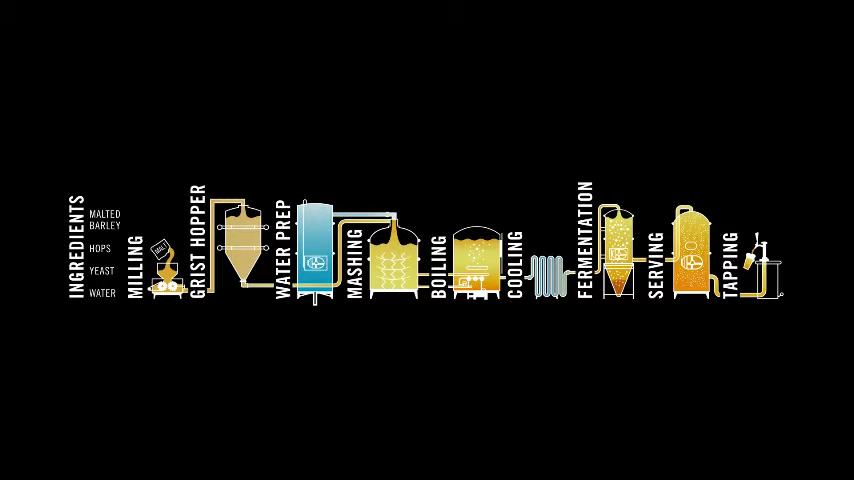 INGREDIENTS
MALTED
BARLEY
HOPS
YEAST
WATER
MILLING
MALT
GRIST HOPPER
WATER PREP
MASHING
BOILING
COOLING
FERMENTATION
SERVING
TAPPING